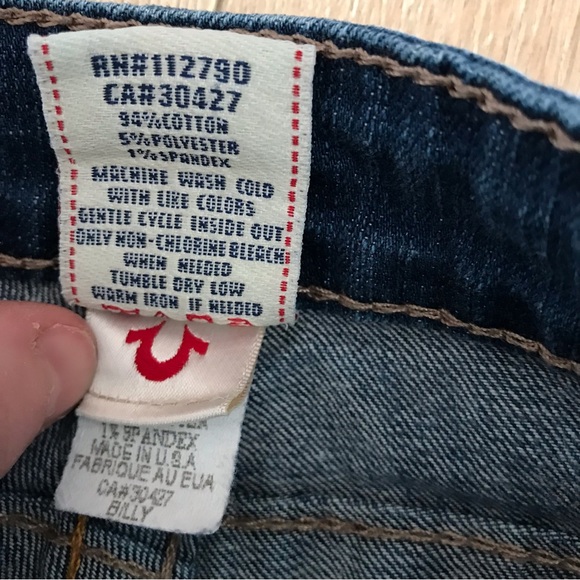 RN#112790
CA#30427
94%COTTON
5%POLYESTER
1%SPANDEX
MACHINE WASH COLD
WITH LIKE COLORS
GENTLE CYCLE INSIDE OUT
ONLY NON-CHLORINE BLEACH
WHEN NEEDED
TUMBLE DRY LOW
WARM IRON IF NEEDED
1% SPANDEX
MADE IN U.S.A
FABRIQUE AU EUA
CA#30427
BILLY